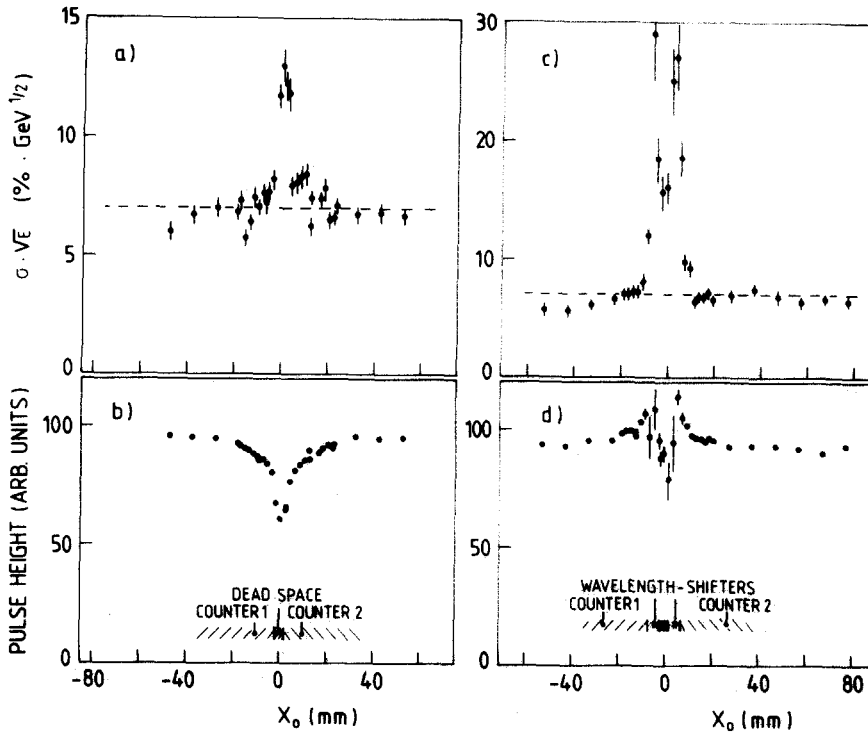 a)
15
10
5
0
σ · √E (% · GeV 1/2)
c)
30
20
10
0
b)
100
50
0
PULSE HEIGHT (ARB. UNITS)
DEAD SPACE
COUNTER 1
COUNTER 2
-80
-40
0
40
X₀ (mm)
d)
100
50
0
WAVELENGTH-SHIFTERS
COUNTER 1
COUNTER 2
-40
0
40
80
X₀ (mm)